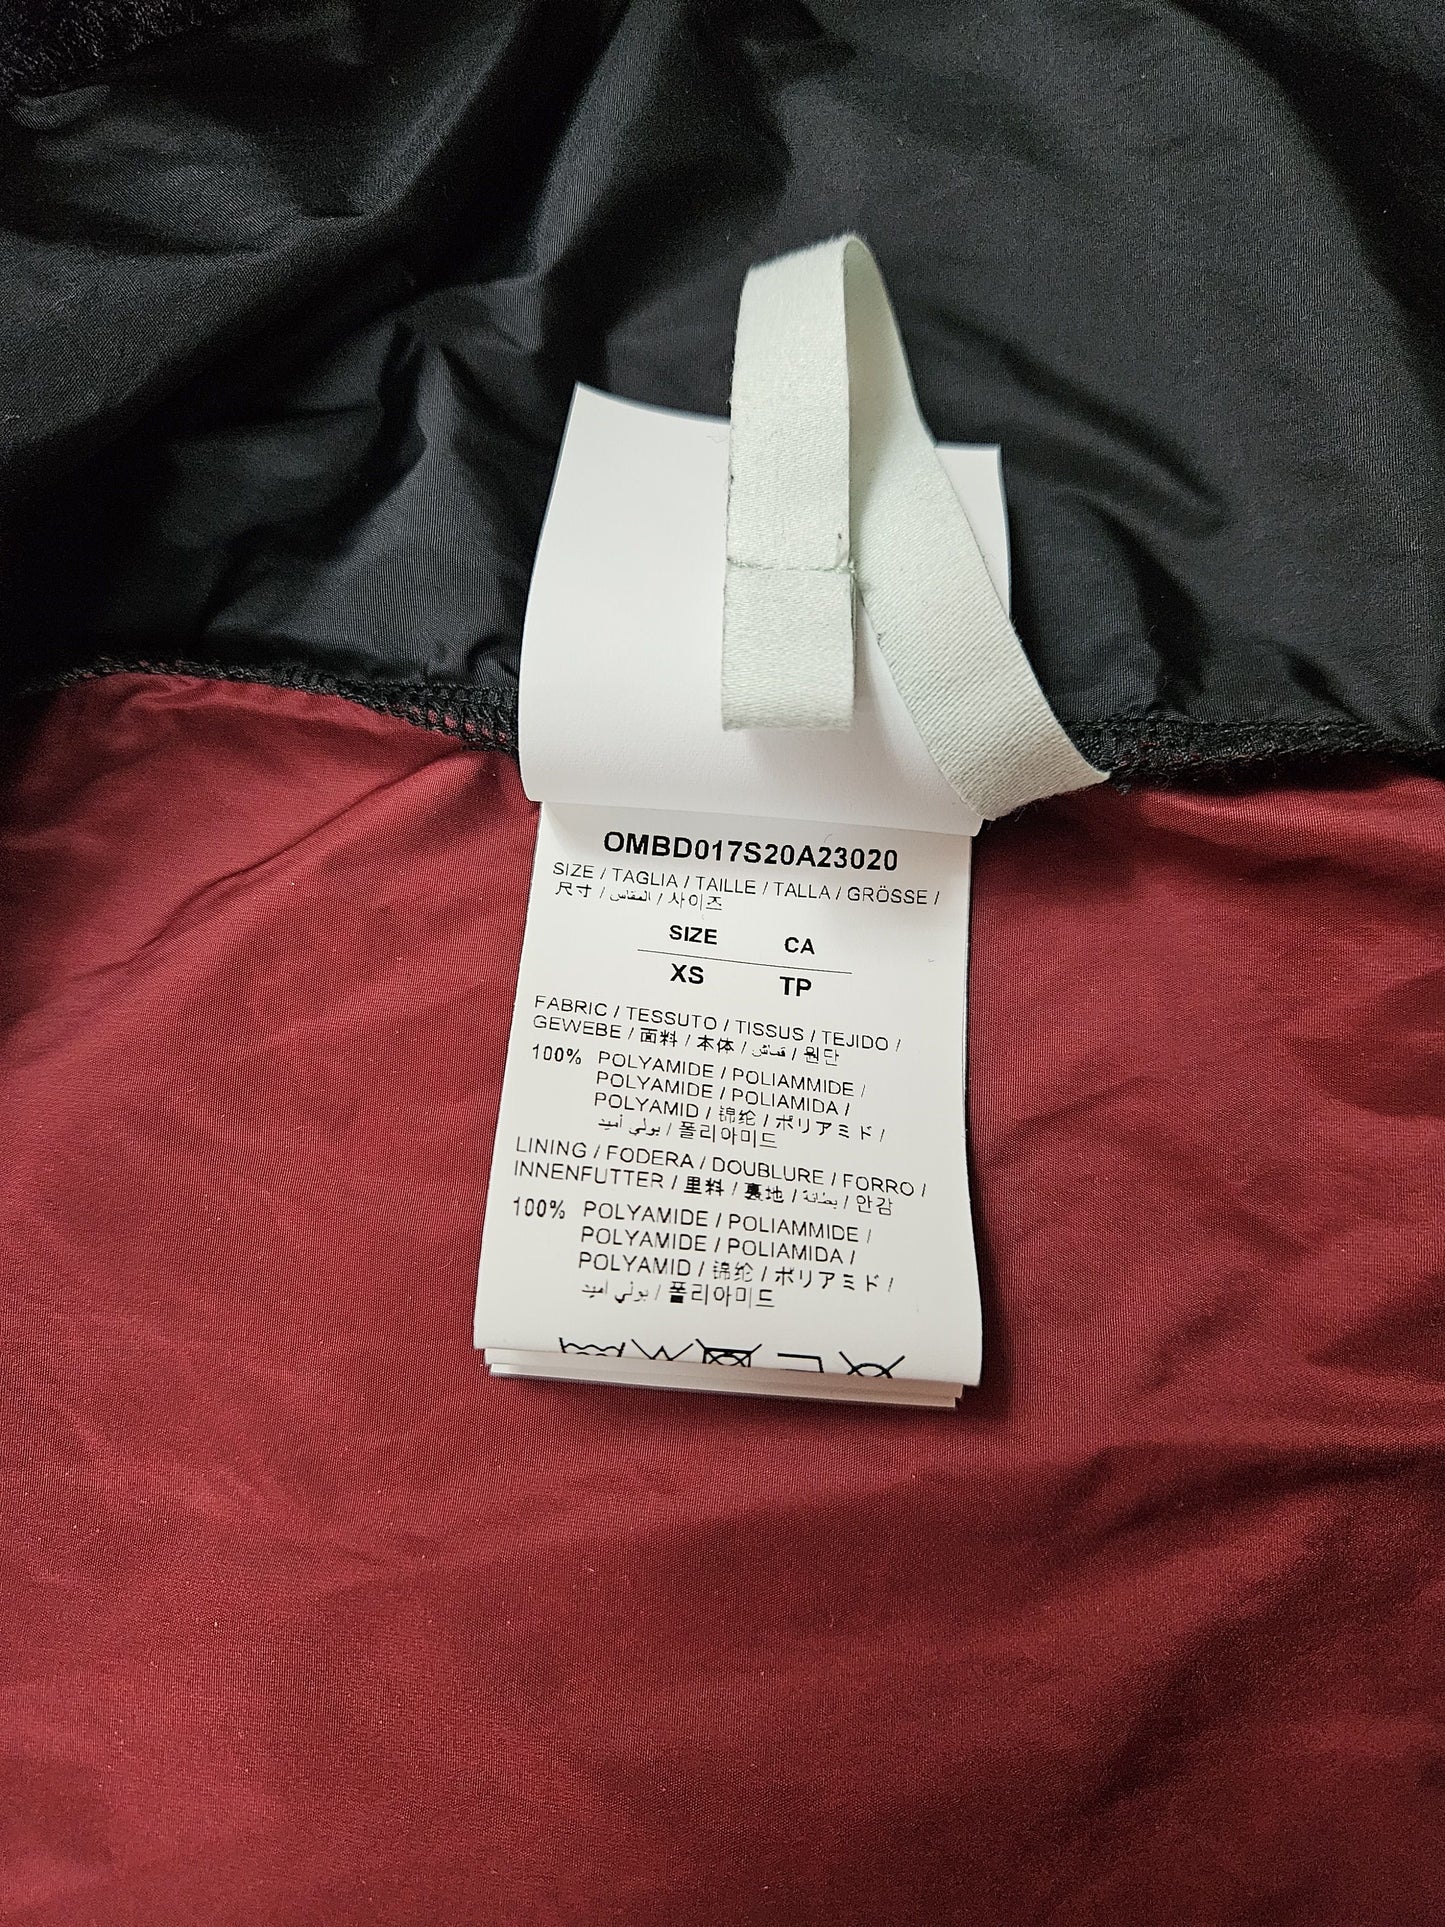 OMBD017S20A23020
SIZE / TAGLIA / TAILLE / TALLA / GRÖSSE /
尺寸 / المقاس / 사이즈
SIZE CA
XS TP
FABRIC / TESSUTO / TISSUS / TEJIDO /
GEWEBE / 面料 / 本体 / قماش / 원단
100% POLYAMIDE / POLIAMMIDE /
POLYAMIDE / POLIAMIDA /
POLYAMID / 锦纶 / ポリアミド /
بولي أميد / 폴리아미드
LINING / FODERA / DOUBLURE / FORRO /
INNENFUTTER / 里料 / 裏地 / بطانة / 안감
100% POLYAMIDE / POLIAMMIDE /
POLYAMIDE / POLIAMIDA /
POLYAMID / 锦纶 / ポリアミド /
بولي أميد / 폴리아미드